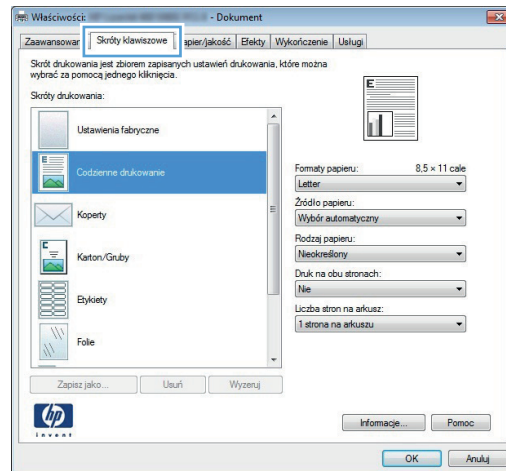 Właściwości: - Dokument
Zaawansowan Skróty klawiszowe apier/jakość Efekty Wykończenie Usługi
Skrót drukowania jest zbiorem zapisanych ustawień drukowania, które można
wybrać za pomocą jednego kliknięcia.
Skróty drukowania:
Ustawienia fabryczne
Codzienne drukowanie
Koperty
Karton/Gruby
Etykiety
Folie
Formaty papieru: 8,5 × 11 cale
Letter
Źródło papieru:
Wybór automatyczny
Rodzaj papieru:
Nieokreślony
Druk na obu stronach:
Nie
Liczba stron na arkusz:
1 strona na arkuszu
Zapisz jako... Usuń Wyzeruj
hp
invent
Informacje... Pomoc
OK Anuluj